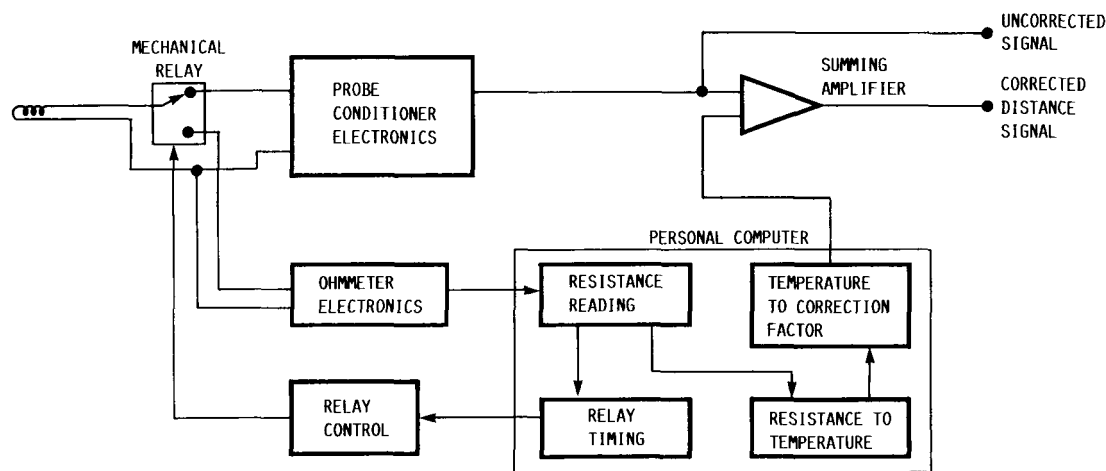 UNCORRECTED
SIGNAL
MECHANICAL
RELAY
PROBE
CONDITIONER
ELECTRONICS
SUMMING
AMPLIFIER
CORRECTED
DISTANCE
SIGNAL
PERSONAL COMPUTER
OHMMETER
ELECTRONICS
RESISTANCE
READING
TEMPERATURE
TO CORRECTION
FACTOR
RELAY
CONTROL
RELAY
TIMING
RESISTANCE TO
TEMPERATURE